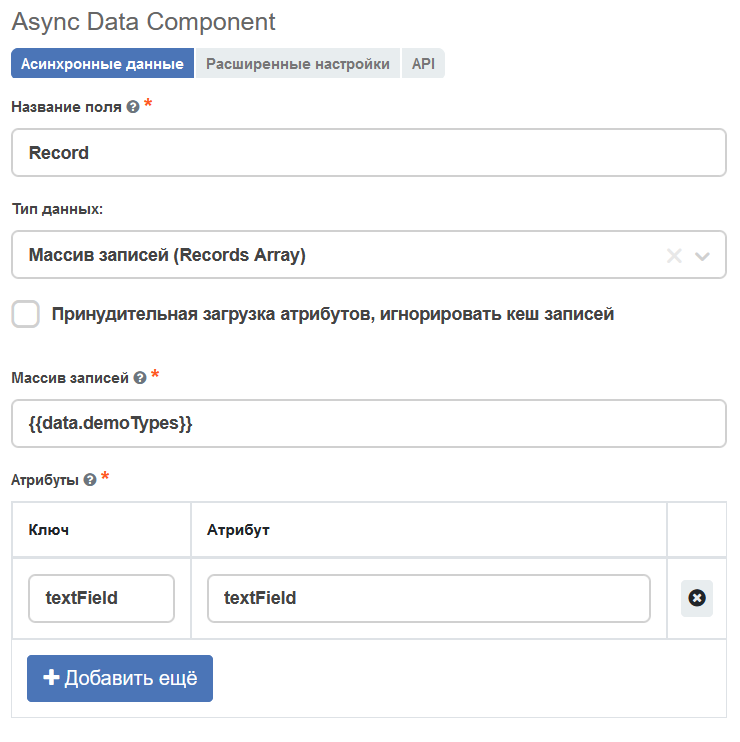 Async Data Component
Асинхронные данные Расширенные настройки API
Название поля *
Record
Тип данных:
Массив записей (Records Array)
Принудительная загрузка атрибутов, игнорировать кеш записей
Массив записей *
{{data.demoTypes}}
Атрибуты *
Ключ Атрибут
textField textField
Добавить ещё